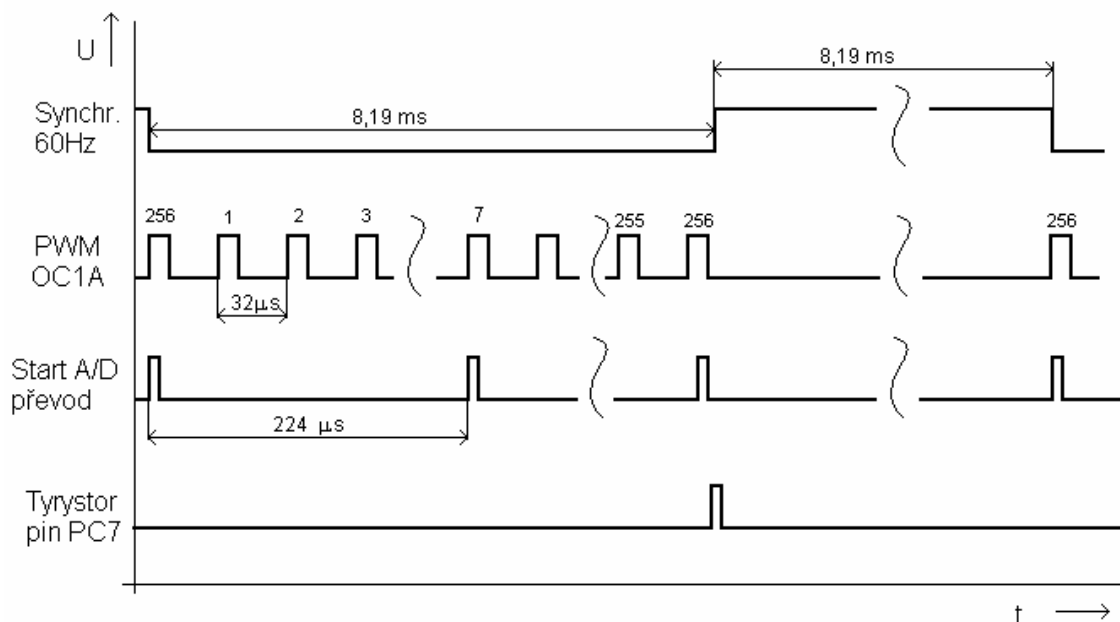 U
8,19 ms
Synchr.
60Hz
8,19 ms
256
1
2
3
7
255
256
256
PWM
OC1A
32µs
Start A/D
převod
224 µs
Tyrystor
pin PC7
t